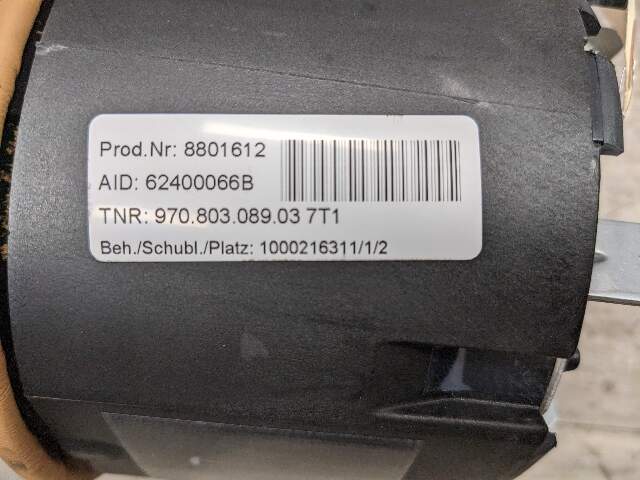 Prod.Nr: 8801612
AID: 62400066B
TNR: 970.803.089.03 7T1
Beh./Schubl./Platz: 1000216311/1/2